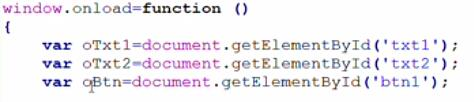 window.onload=function ()
{
    var oTxt1=document.getElementById('txt1');
    var oTxt2=document.getElementById('txt2');
    var oBtn=document.getElementById('btn1');